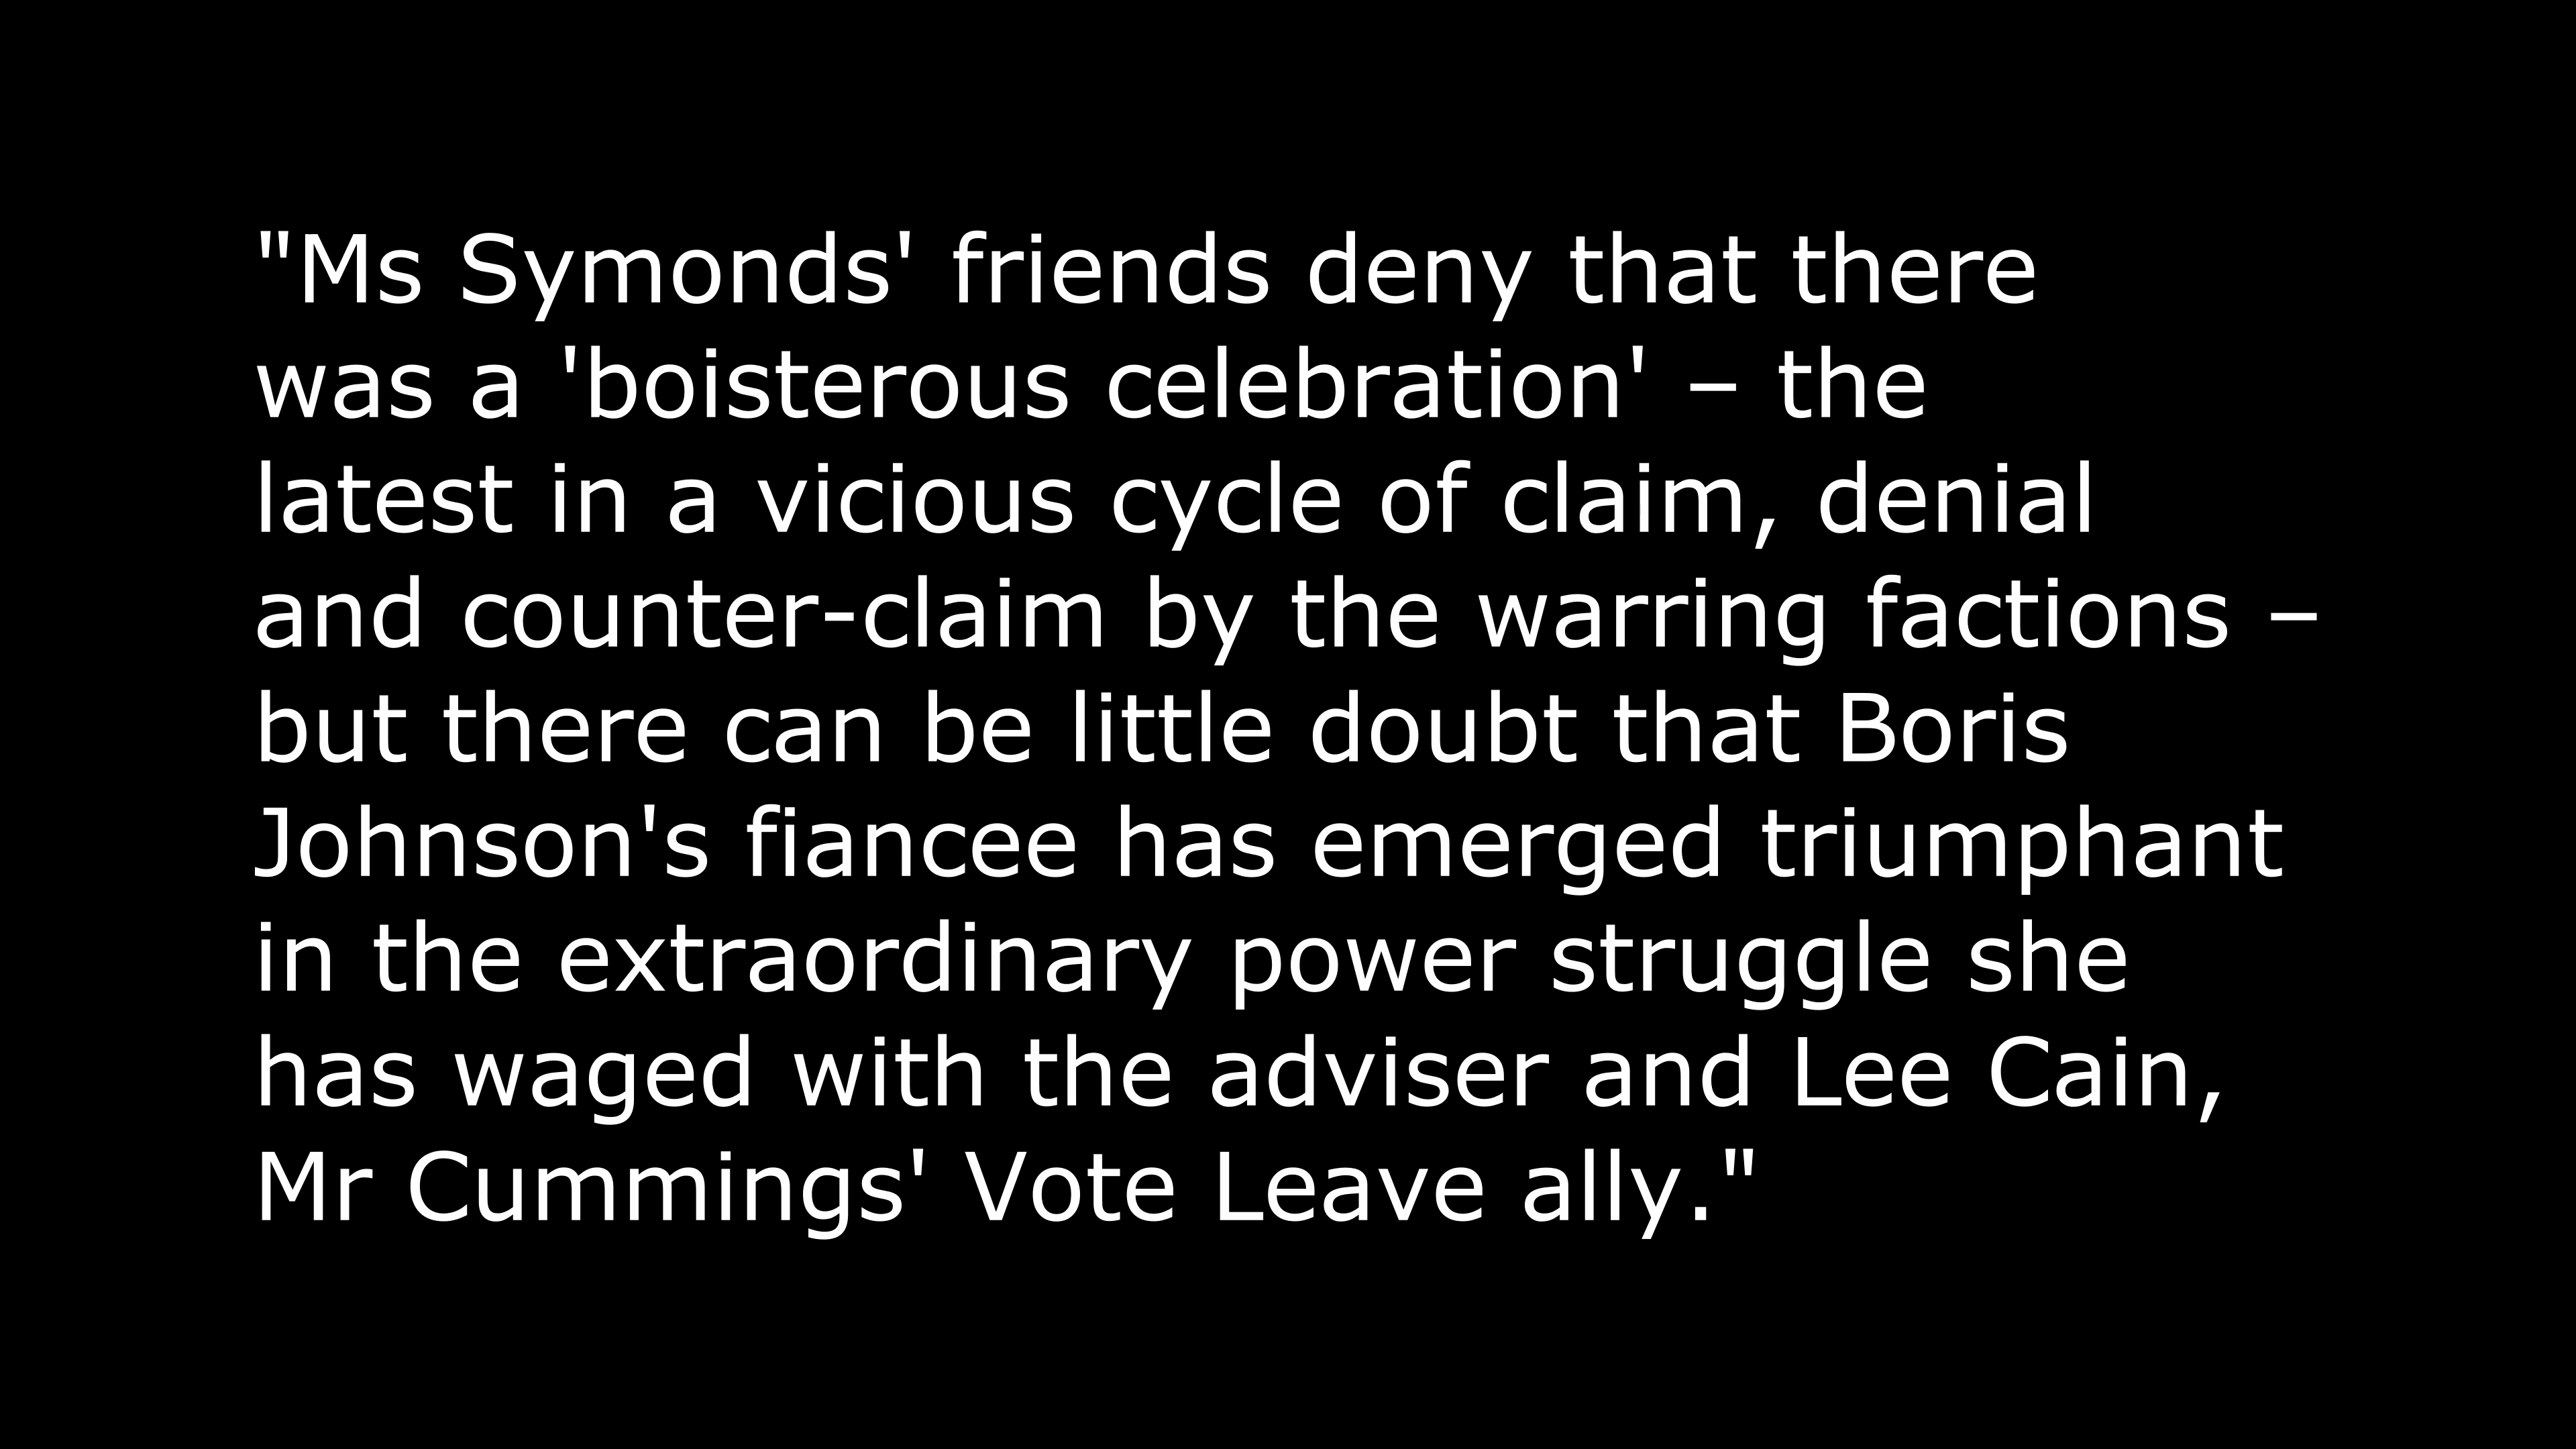 "Ms Symonds' friends deny that there
was a 'boisterous celebration' – the
latest in a vicious cycle of claim, denial
and counter-claim by the warring factions –
but there can be little doubt that Boris
Johnson's fiancee has emerged triumphant
in the extraordinary power struggle she
has waged with the adviser and Lee Cain,
Mr Cummings' Vote Leave ally."